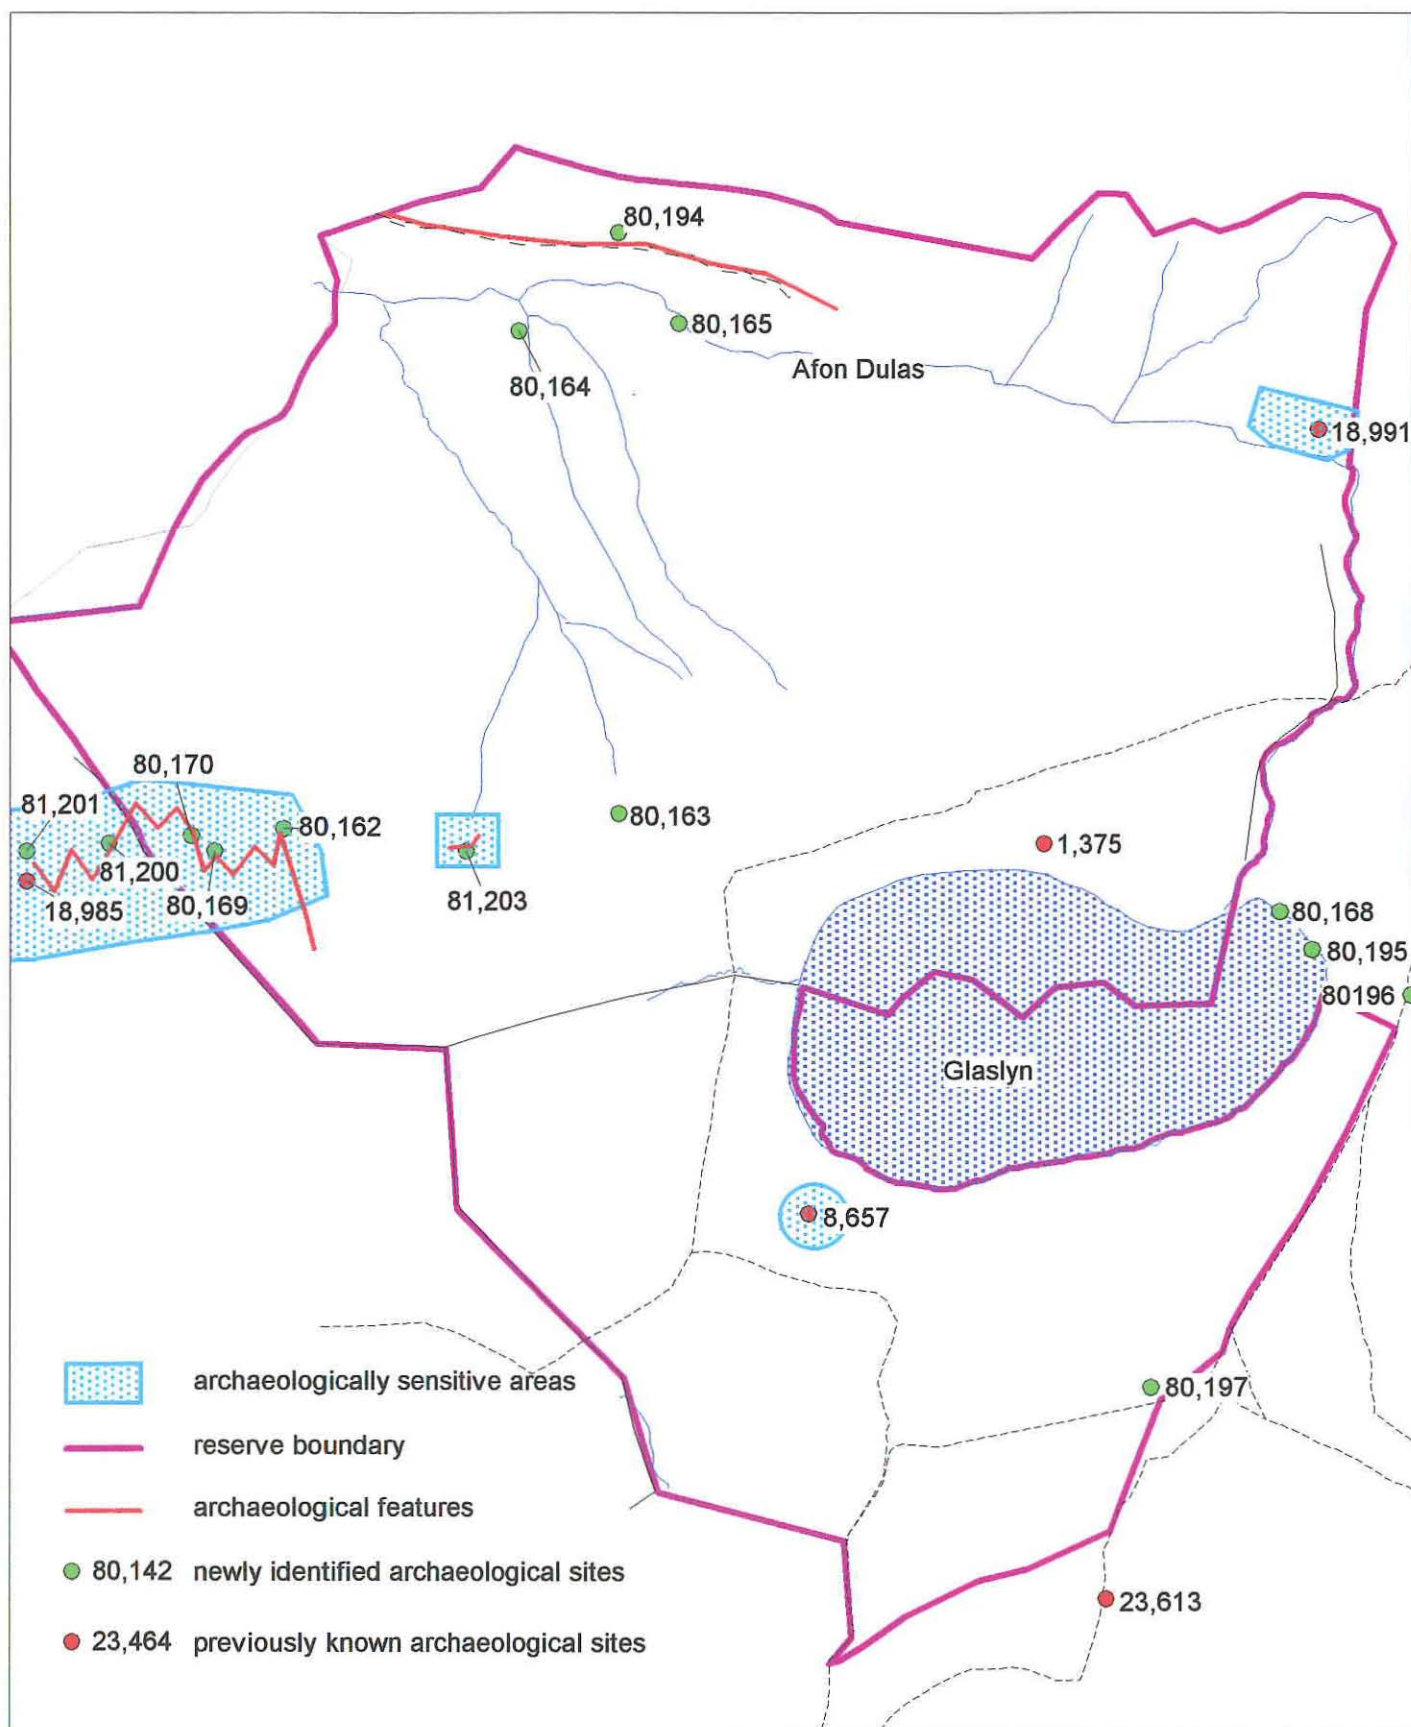 80,194
80,165
80,164
Afon Dulas
18,991
80,170
81,201
80,162
80,163
81,200
1,375
81,203
18,985
80,169
80,168
80,195
80196
Glaslyn
8,657
archaeologically sensitive areas
80,197
reserve boundary
archaeological features
80,142 newly identified archaeological sites
23,613
23,464 previously known archaeological sites